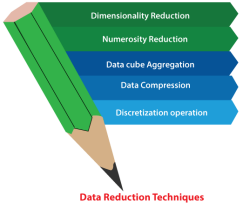 Dimensionality Reduction
Numerosity Reduction
Data cube Aggregation
Data Compression
Discretization operation
Data Reduction Techniques